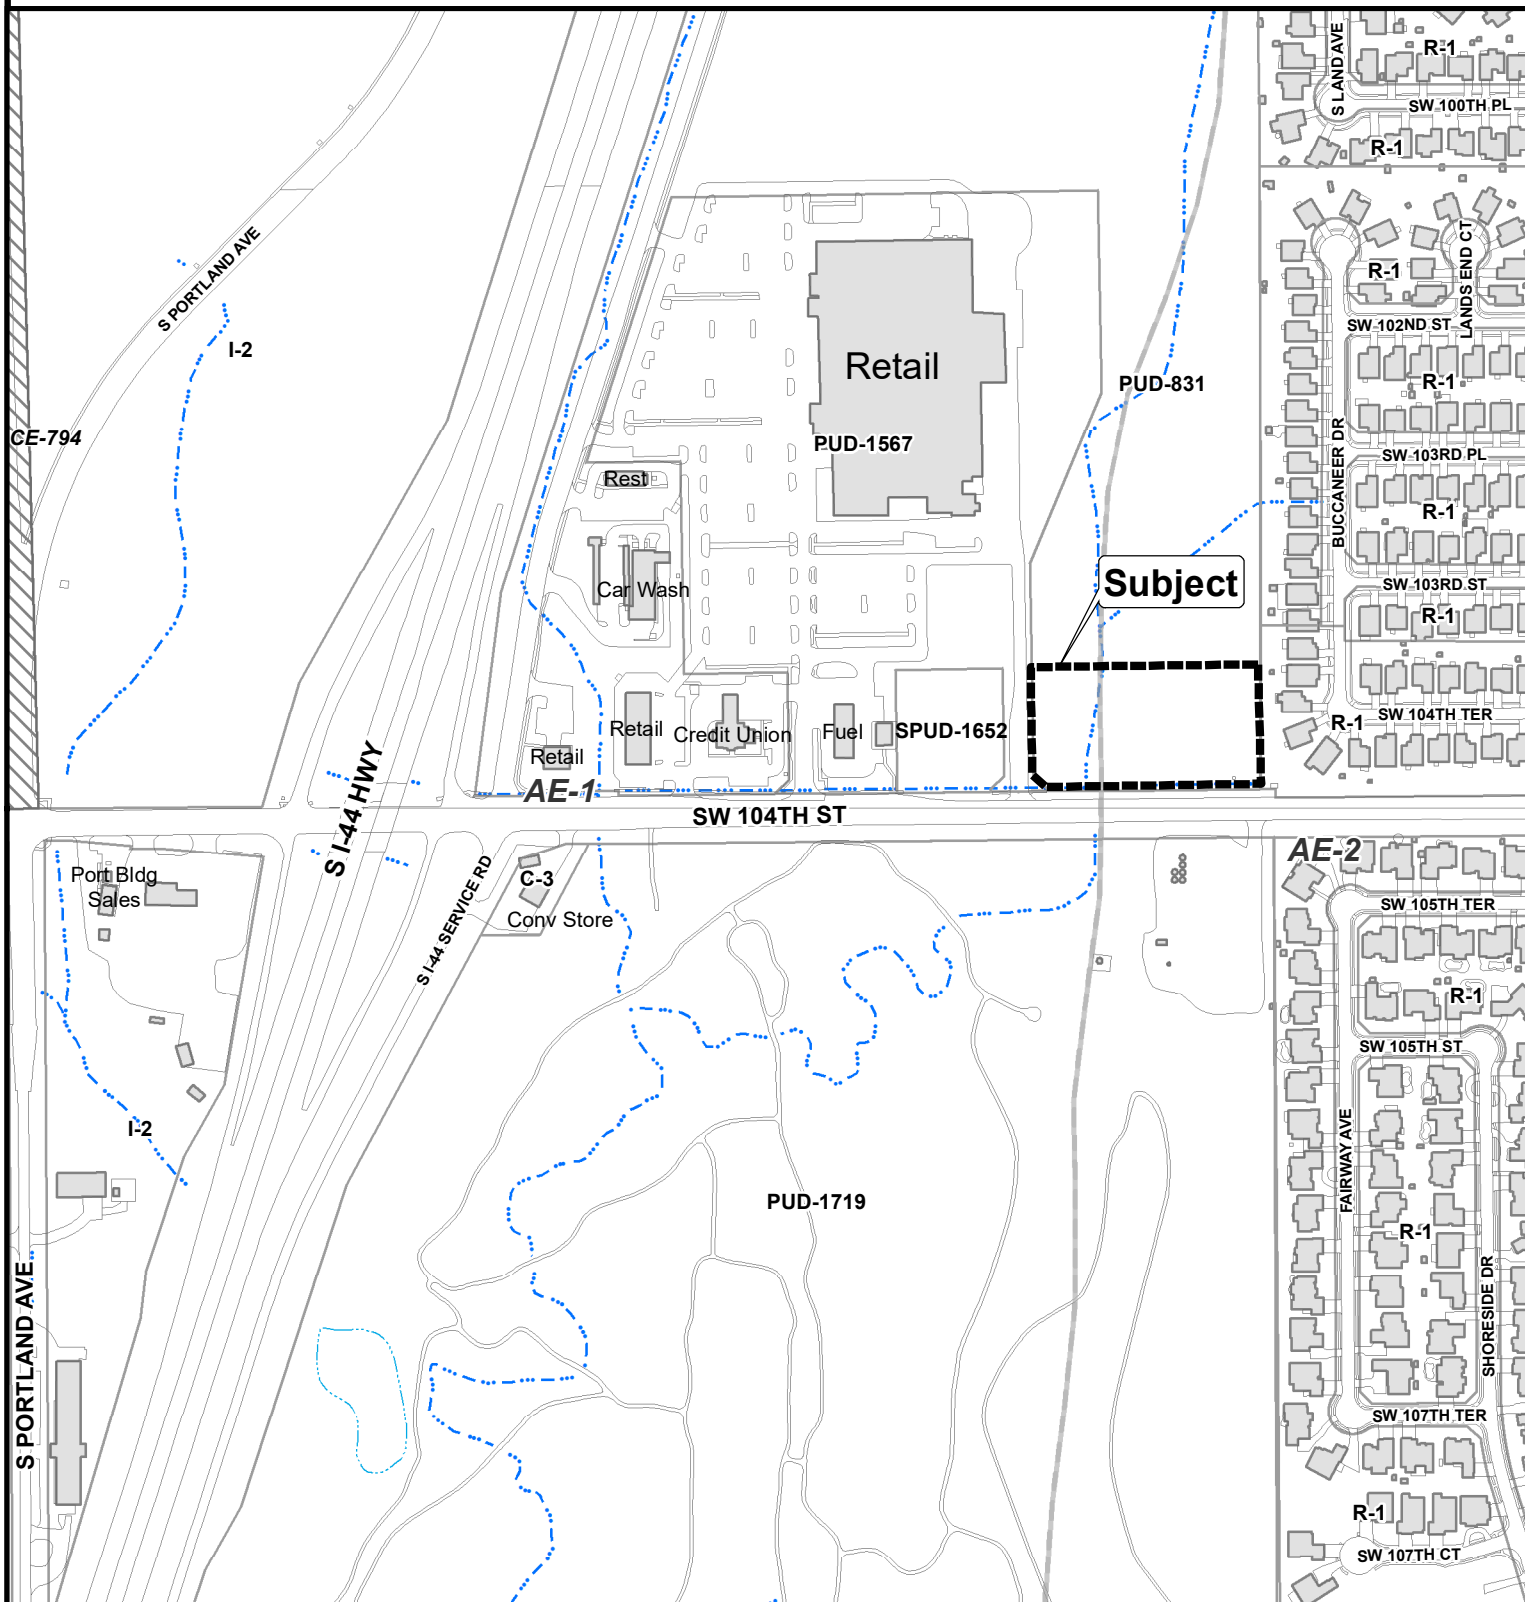 S LAND AVE
R-1
SW 100TH PL
R-1
S PORTLAND AVE
I-2
CE-794
Retail
PUD-1567
PUD-831
R-1
LANDS END CT
SW 102ND ST
R-1
BUCCANEER DR
SW 103RD PL
R-1
Rest
Car Wash
Subject
SW 103RD ST
R-1
Retail
Retail
Credit Union
Fuel
SPUD-1652
R-1
SW 104TH TER
AE-1
SW 104TH ST
S I-44 HWY
AE-2
Port Bldg
Sales
S I-44 SERVICE RD
C-3
Conv Store
SW 105TH TER
R-1
SW 105TH ST
I-2
FAIRWAY AVE
PUD-1719
R-1
SHORESIDE DR
S PORTLAND AVE
SW 107TH TER
R-1
SW 107TH CT